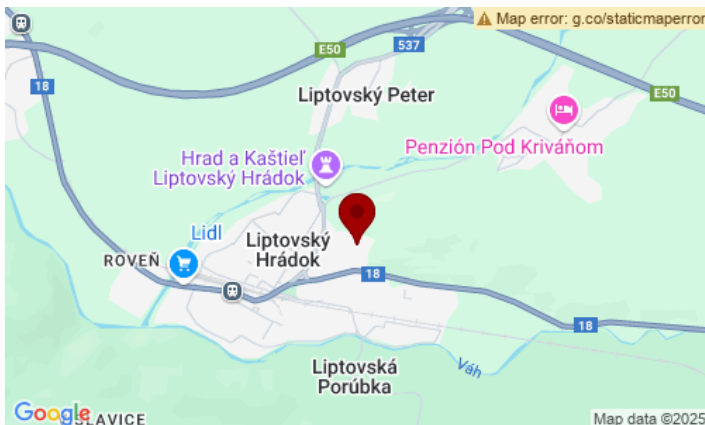 Map error: g.co/staticmaperror
E50
537
18
Liptovský Peter
E50
Penzión Pod Kriváňom
Hrad a Kaštieľ
Liptovský Hrádok
Lidl
Liptovský
Hrádok
ROVEŇ
18
18
Liptovská
Porúbka
Váh
Google
Map data ©2025